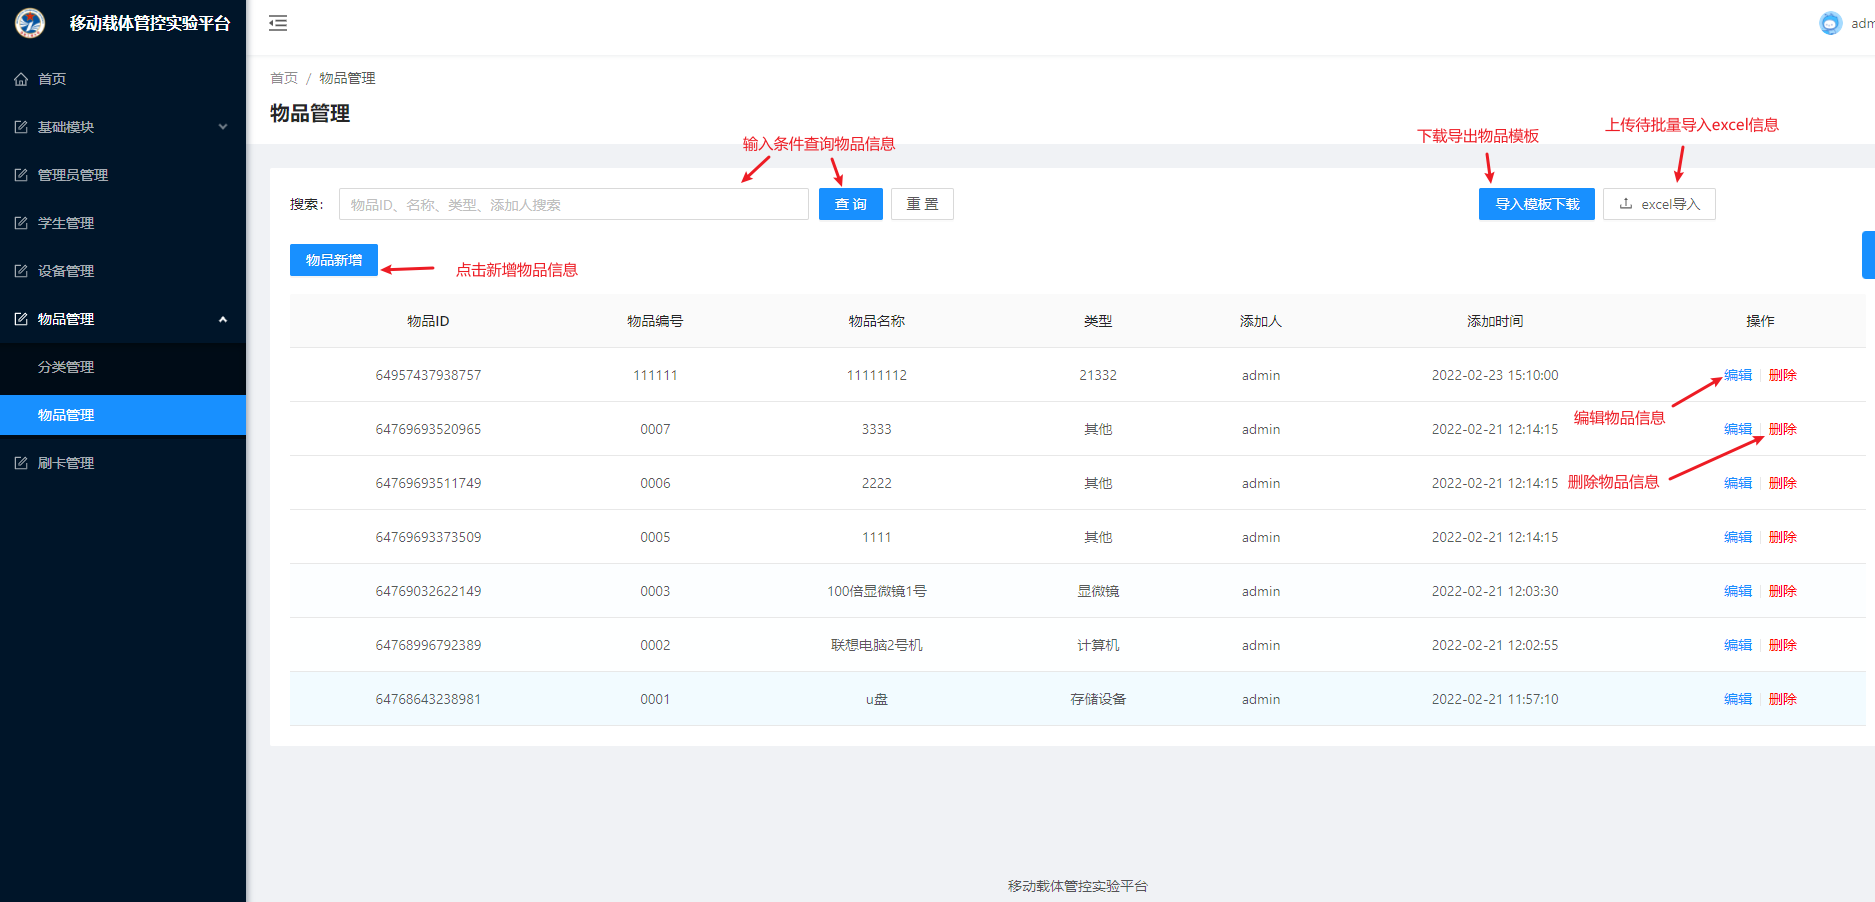 移动载体管控实验平台
adm
首页
基础模块
管理员管理
学生管理
设备管理
物品管理
分类管理
物品管理
刷卡管理
首页 / 物品管理
物品管理
输入条件查询物品信息
下载导出物品模板
上传待批量导入excel信息
搜索： 物品ID、名称、类型、添加人搜索 查 询 重 置 导入模板下载 excel导入
物品新增 点击新增物品信息
物品ID 物品编号 物品名称 类型 添加人 添加时间 操作
64957437938757 111111 11111112 21332 admin 2022-02-23 15:10:00 编辑 删除
编辑物品信息
64769693520965 0007 3333 其他 admin 2022-02-21 12:14:15 编辑 删除
删除物品信息
64769693511749 0006 2222 其他 admin 2022-02-21 12:14:15 编辑 删除
64769693373509 0005 1111 其他 admin 2022-02-21 12:14:15 编辑 删除
64769032622149 0003 100倍显微镜1号 显微镜 admin 2022-02-21 12:03:30 编辑 删除
64768996792389 0002 联想电脑2号机 计算机 admin 2022-02-21 12:02:55 编辑 删除
64768643238981 0001 u盘 存储设备 admin 2022-02-21 11:57:10 编辑 删除
移动载体管控实验平台